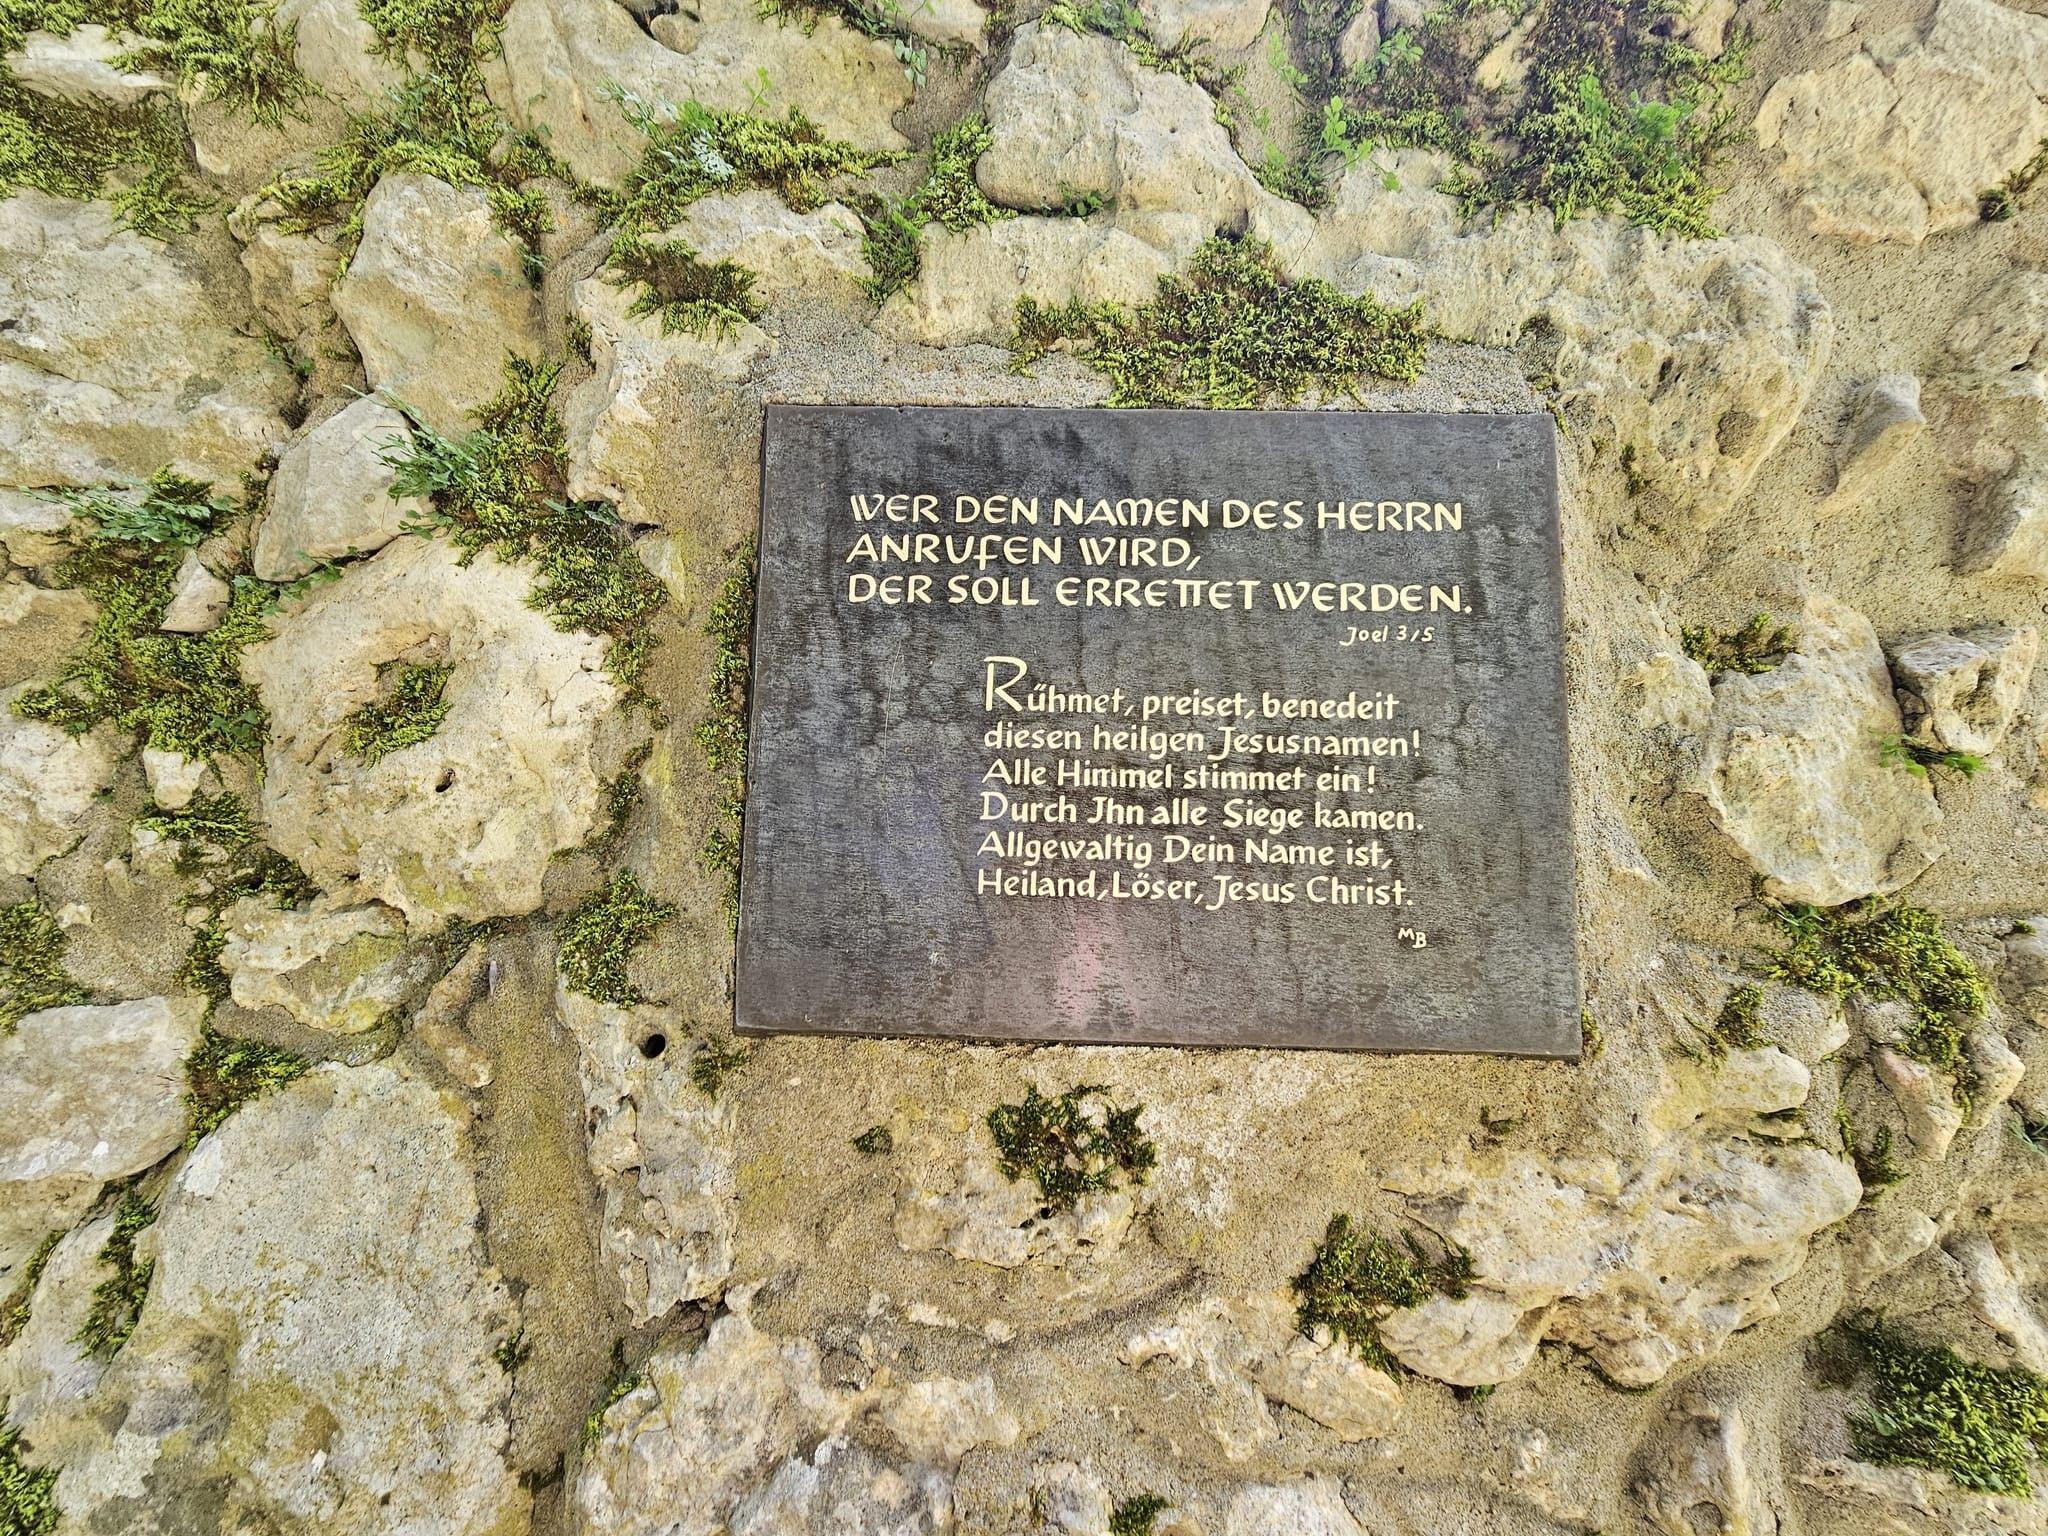 WER DEN NAMEN DES HERRN
ANRUFEN WIRD,
DER SOLL ERRETTET WERDEN.
Joel 3,5
Rühmet, preiset, benedeit
diesen heilgen Jesusnamen!
Alle Himmel stimmet ein!
Durch Jhn alle Siege kamen.
Allgewaltig Dein Name ist,
Heiland, Löser, Jesus Christ.
MB